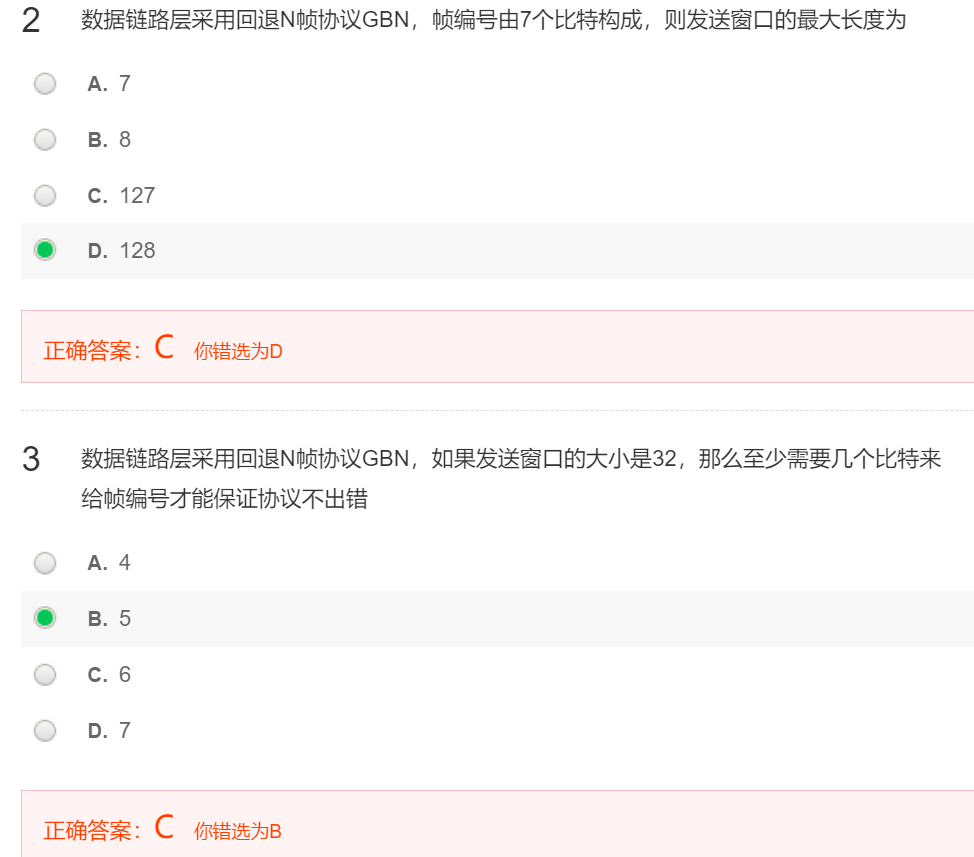 2 数据链路层采用回退N帧协议GBN，帧编号由7个比特构成，则发送窗口的最大长度为
A. 7
B. 8
C. 127
D. 128
正确答案：C 你错选为D
3 数据链路层采用回退N帧协议GBN，如果发送窗口的大小是32，那么至少需要几个比特来
给帧编号才能保证协议不出错
A. 4
B. 5
C. 6
D. 7
正确答案：C 你错选为B